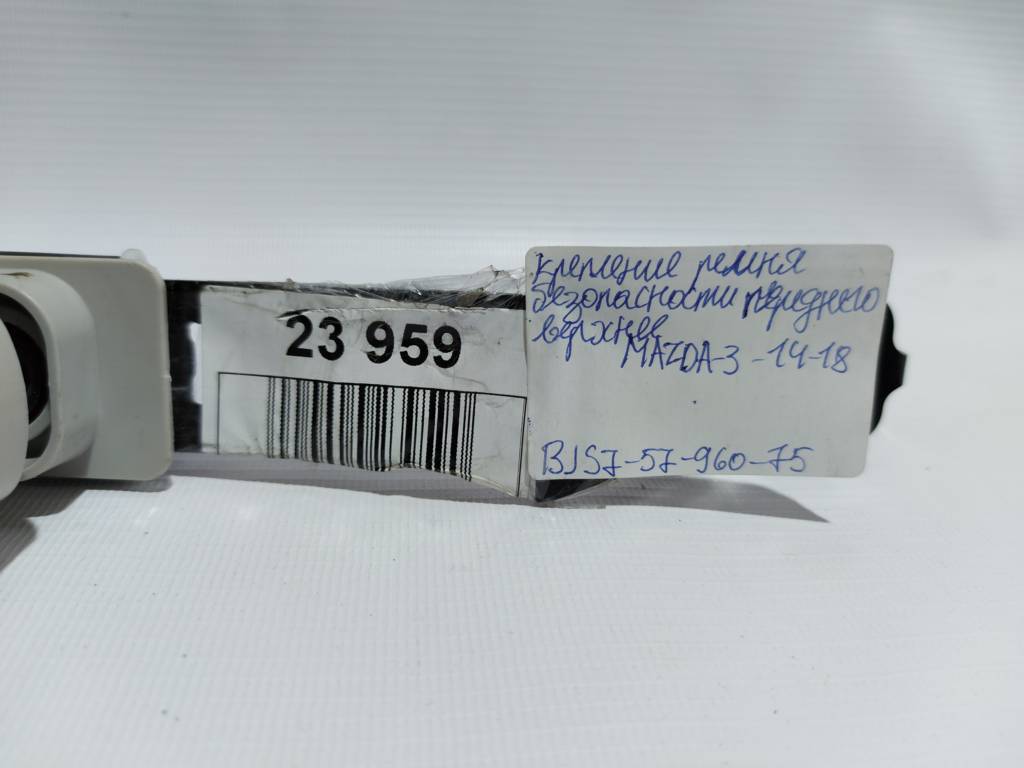 23 959
крепление ремня
безопасности переднего
верхнее
MAZDA-3 -14-18
BJS7-57-960-75